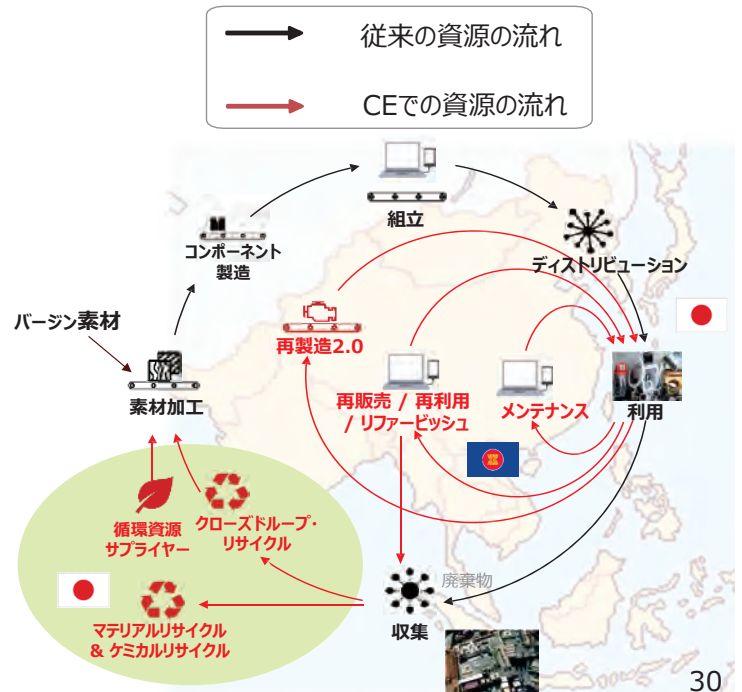 従来の資源の流れ
CEでの資源の流れ
組立
コンポーネント
製造
ディストリビューション
バージン素材
再製造2.0
素材加工
再販売 / 再利用
/ リファービッシュ
メンテナンス
利用
循環資源
サプライヤー
クローズドループ・
リサイクル
廃棄物
収集
マテリアルリサイクル
& ケミカルリサイクル
30